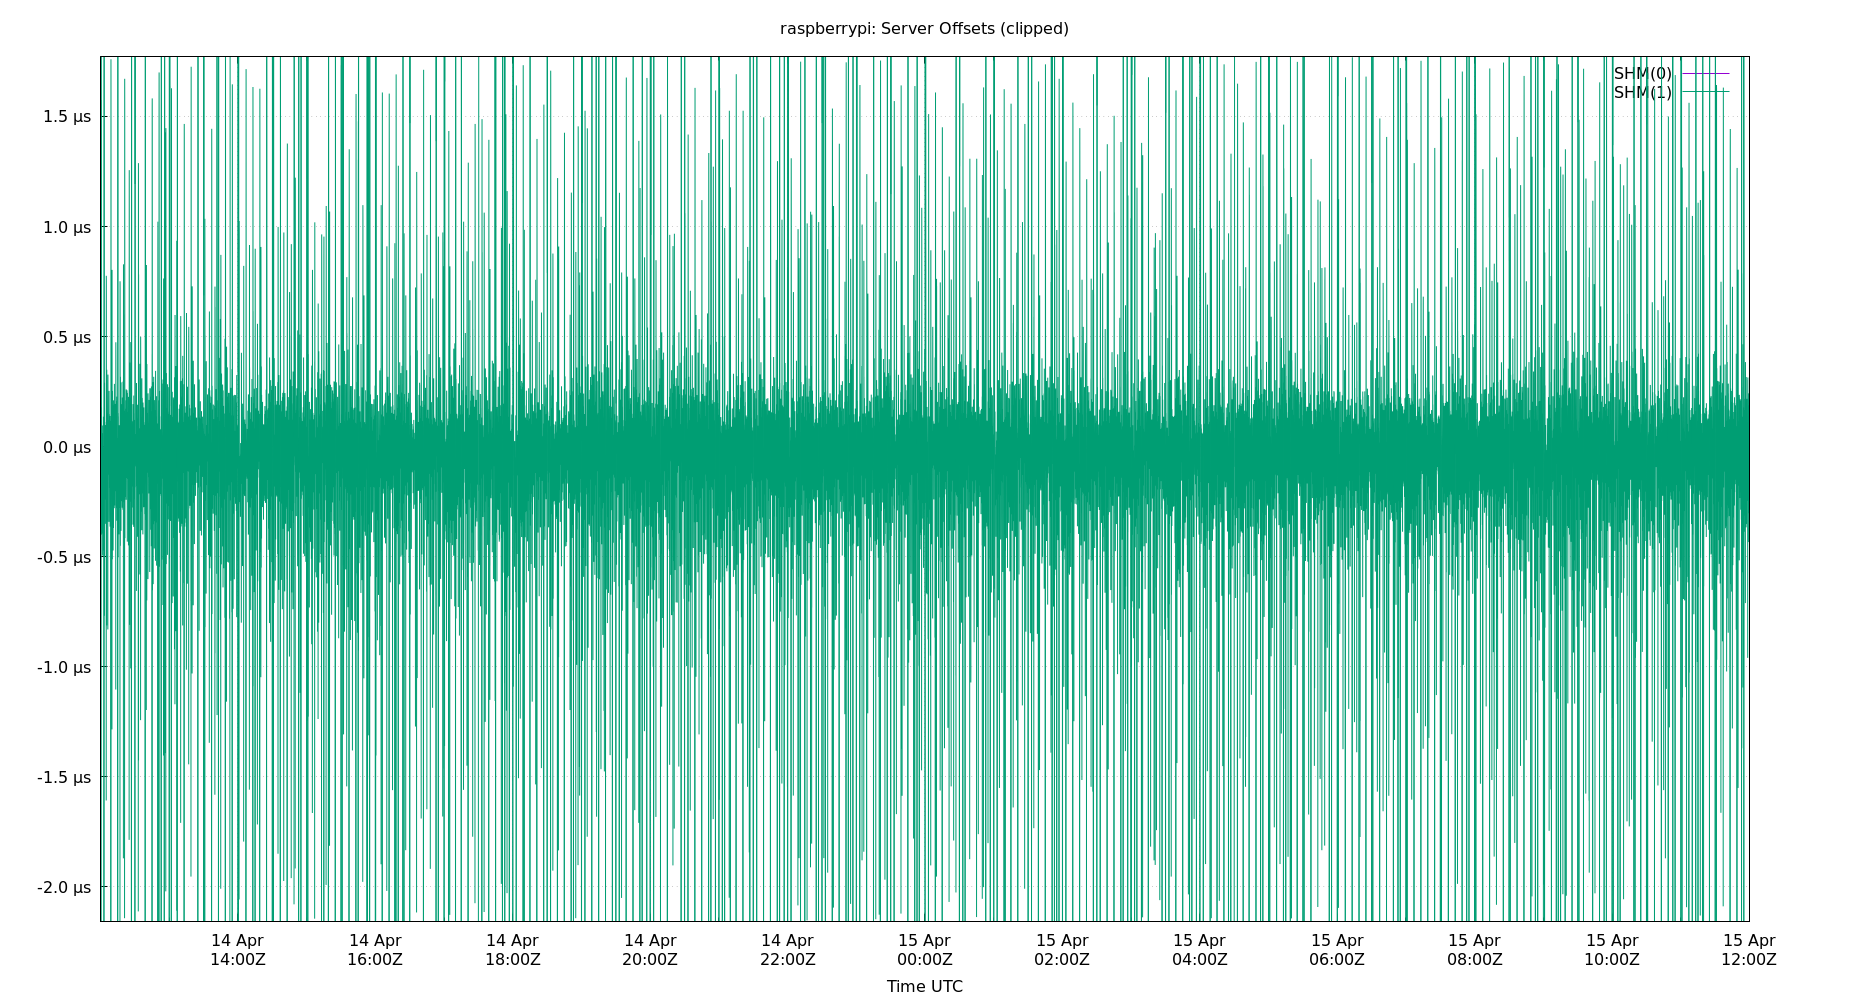 raspberrypi: Server Offsets (clipped)
SHM(0)
SHM(1)
1.5 µs
1.0 µs
0.5 µs
0.0 µs
-0.5 µs
-1.0 µs
-1.5 µs
-2.0 µs
14 Apr 14 Apr 14 Apr 14 Apr 14 Apr 15 Apr 15 Apr 15 Apr 15 Apr 15 Apr 15 Apr 15 Apr
14:00Z 16:00Z 18:00Z 20:00Z 22:00Z 00:00Z 02:00Z 04:00Z 06:00Z 08:00Z 10:00Z 12:00Z
Time UTC